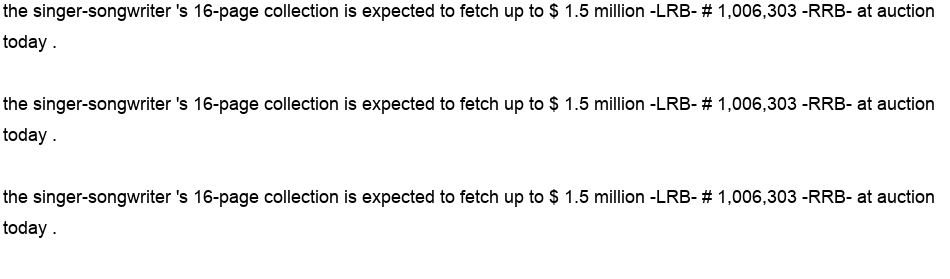 the singer-songwriter 's 16-page collection is expected to fetch up to $ 1.5 million -LRB- # 1,006,303 -RRB- at auction
today .
the singer-songwriter 's 16-page collection is expected to fetch up to $ 1.5 million -LRB- # 1,006,303 -RRB- at auction
today .
the singer-songwriter 's 16-page collection is expected to fetch up to $ 1.5 million -LRB- # 1,006,303 -RRB- at auction
today .